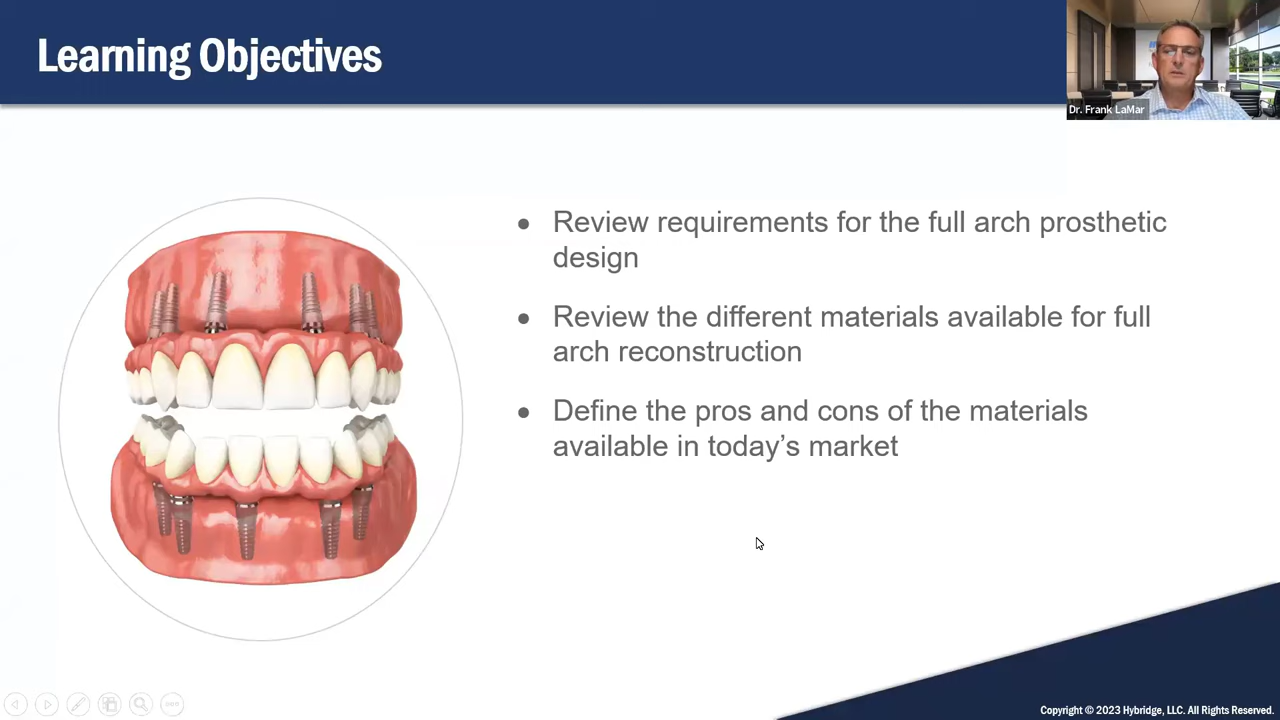 Learning Objectives
Dr. Frank LaMar
● Review requirements for the full arch prosthetic
design
● Review the different materials available for full
arch reconstruction
● Define the pros and cons of the materials
available in today’s market
Copyright © 2023 Hybridge, LLC. All Rights Reserved.